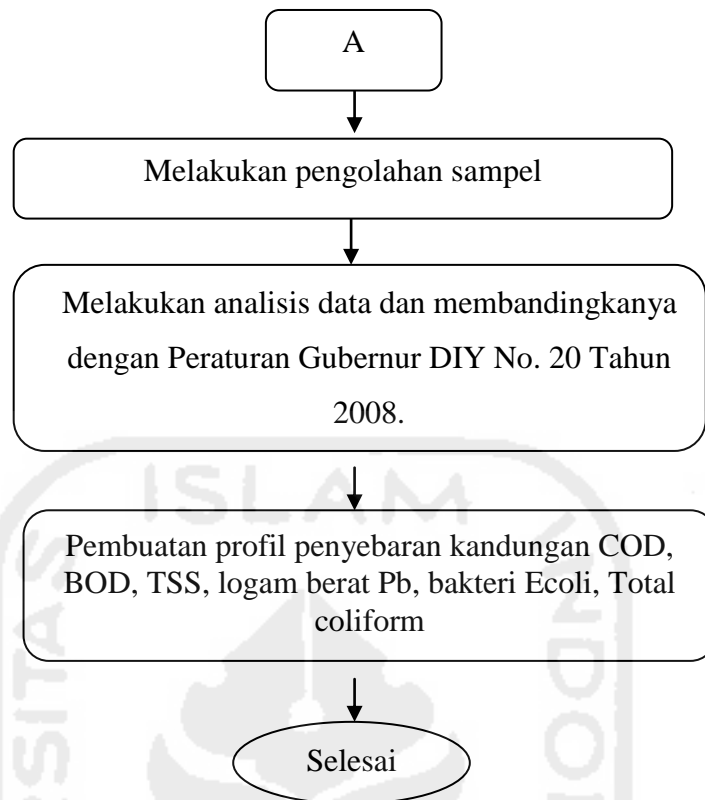 A
Melakukan pengolahan sampel
Melakukan analisis data dan membandingkanya
dengan Peraturan Gubernur DIY No. 20 Tahun
2008.
ISLAM
Pembuatan profil penyebaran kandungan COD,
BOD, TSS, logam berat Pb, bakteri Ecoli, Total
coliform
Selesai